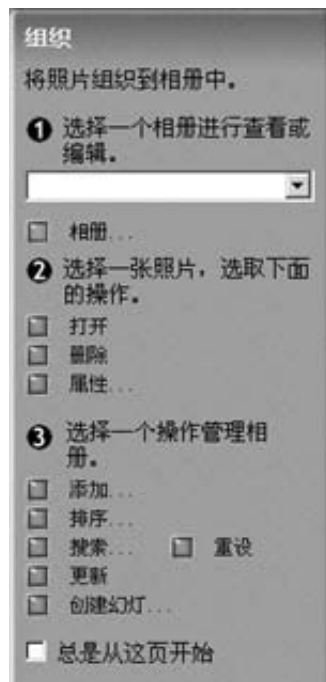 组织
将照片组织到相册中。
❶ 选择一个相册进行查看或
编辑。
相册...
❷ 选择一张照片，选取下面
的操作。
打开
删除
属性...
❸ 选择一个操作管理相
册。
添加...
排序...
搜索... 重设
更新
创建幻灯...
总是从这页开始